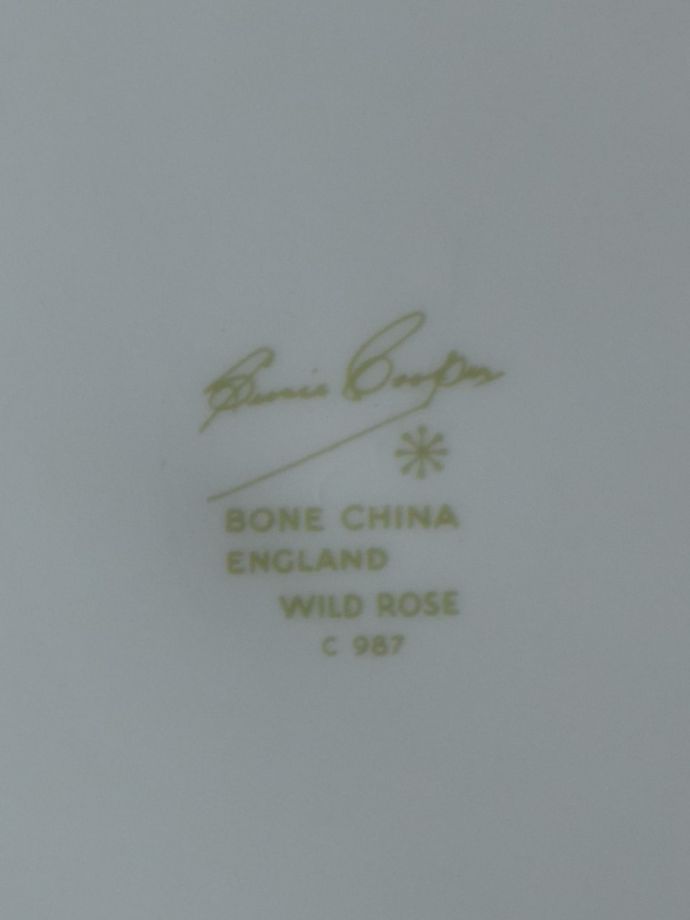 Susie Cooper
BONE CHINA
ENGLAND
WILD ROSE
C 987